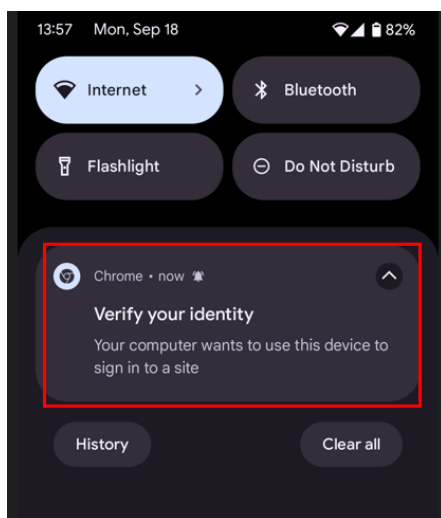 13:57 Mon, Sep 18 82%
Internet Bluetooth
Flashlight Do Not Disturb
Chrome • now
Verify your identity
Your computer wants to use this device to
sign in to a site
History Clear all